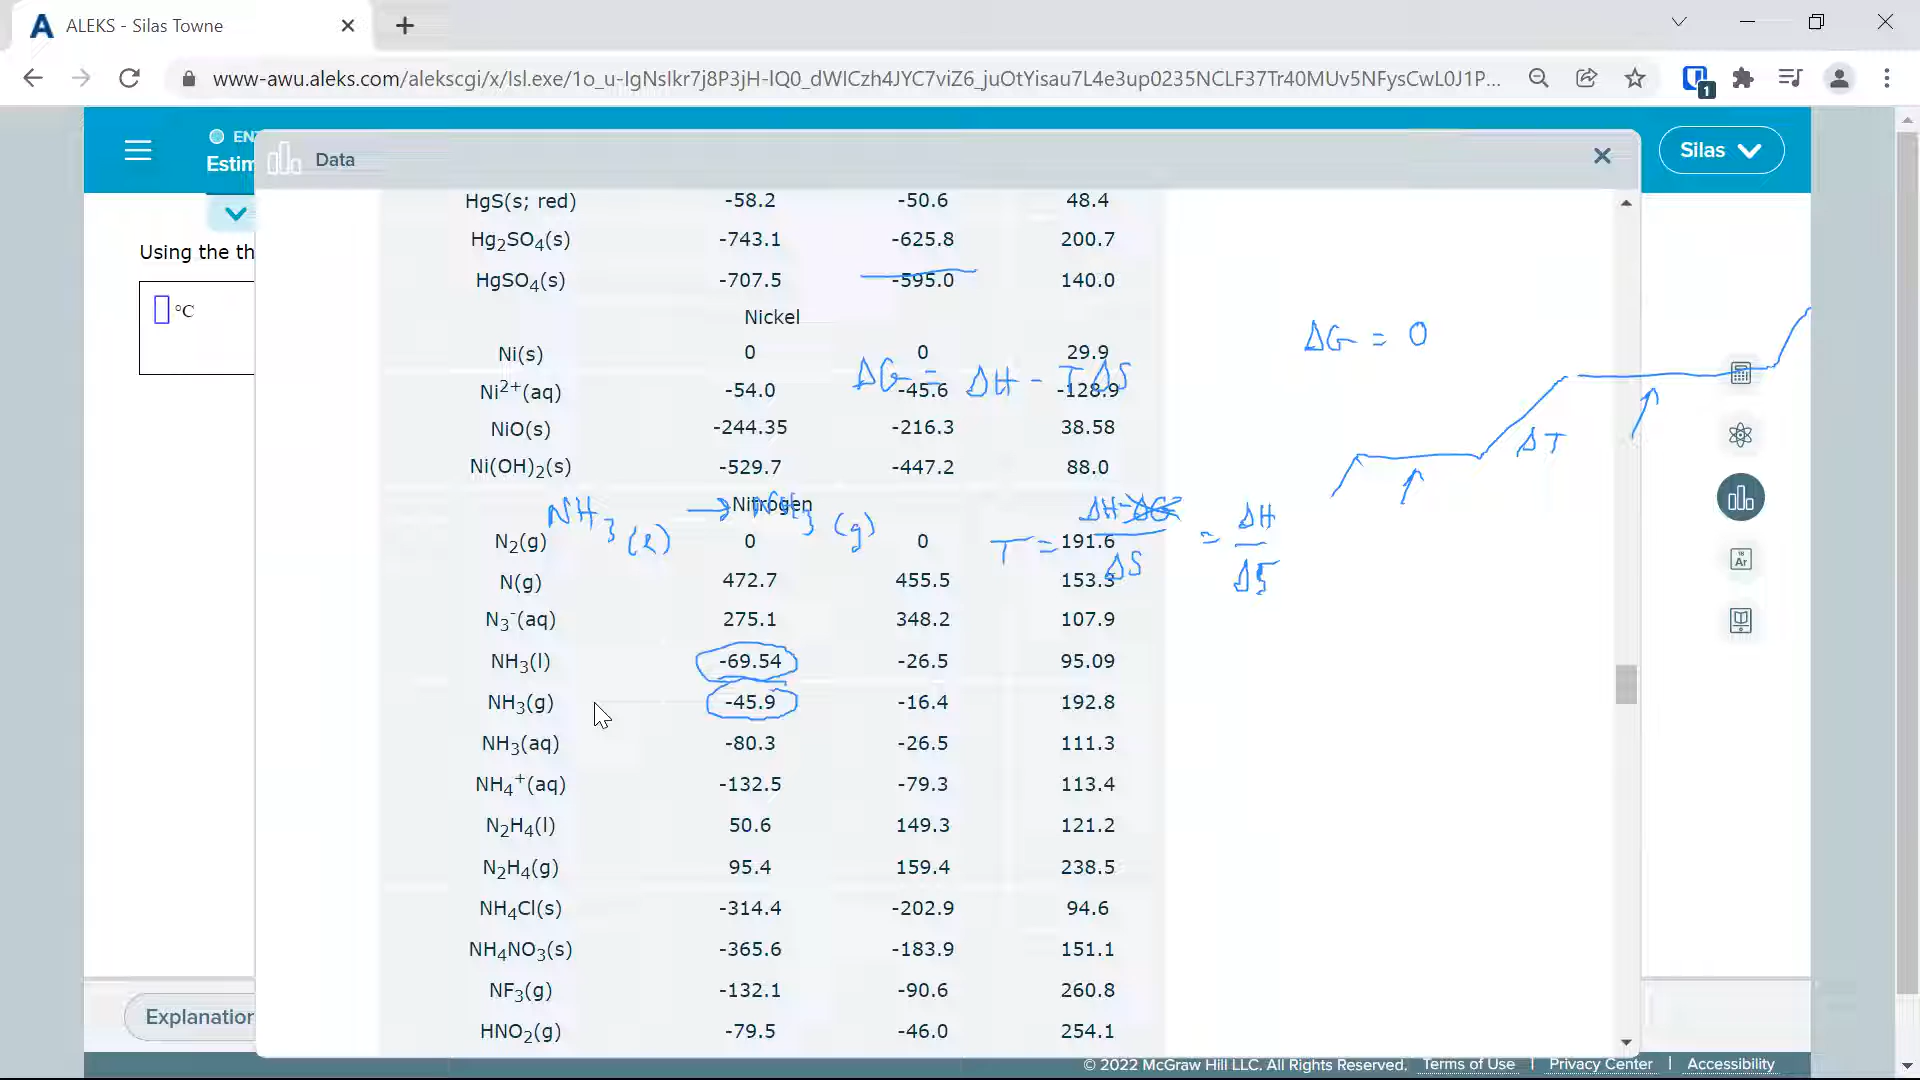 ALEKS - Silas Towne
www-awu.aleks.com/alekscgi/x/Isl.exe/1o_u-IgNsIkr7j8P3jH-IQ0_dWICzh4JYC7viZ6_juOtYisau7L4e3up0235NCLF37Tr40MUv5NFysCwL0J1P...
1
EN
Estim
Data
Silas
Using the th
°C
HgS(s; red) -58.2 -50.6 48.4
Hg2SO4(s) -743.1 -625.8 200.7
HgSO4(s) -707.5 -595.0 140.0
Nickel
ΔG = 0
Ni(s) 0 0 29.9
ΔG = ΔH - TΔS
Ni2+(aq) -54.0 -45.6 -128.9
NiO(s) -244.35 -216.3 38.58
ΔT
Ni(OH)2(s) -529.7 -447.2 88.0
Nitrogen
NH3(l) → NH3(g)
T = ΔH-ΔG / ΔS = ΔH / ΔS
N2(g) 0 0 191.6
N(g) 472.7 455.5 153.3
N3-(aq) 275.1 348.2 107.9
NH3(l) -69.54 -26.5 95.09
NH3(g) -45.9 -16.4 192.8
NH3(aq) -80.3 -26.5 111.3
NH4+(aq) -132.5 -79.3 113.4
N2H4(l) 50.6 149.3 121.2
N2H4(g) 95.4 159.4 238.5
NH4Cl(s) -314.4 -202.9 94.6
NH4NO3(s) -365.6 -183.9 151.1
NF3(g) -132.1 -90.6 260.8
HNO2(g) -79.5 -46.0 254.1
18
Ar
Explanation
© 2022 McGraw Hill LLC. All Rights Reserved. Terms of Use | Privacy Center | Accessibility